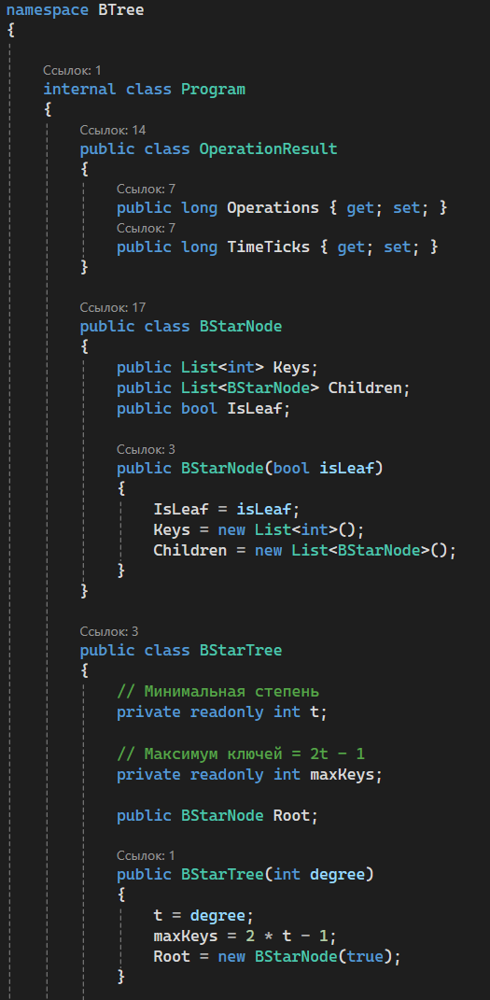 namespace BTree
{
Ссылок: 1
internal class Program
{
Ссылок: 14
public class OperationResult
{
Ссылок: 7
public long Operations { get; set; }
Ссылок: 7
public long TimeTicks { get; set; }
}
Ссылок: 17
public class BStarNode
{
public List<int> Keys;
public List<BStarNode> Children;
public bool IsLeaf;
Ссылок: 3
public BStarNode(bool isLeaf)
{
IsLeaf = isLeaf;
Keys = new List<int>();
Children = new List<BStarNode>();
}
}
Ссылок: 3
public class BStarTree
{
// Минимальная степень
private readonly int t;
// Максимум ключей = 2t - 1
private readonly int maxKeys;
public BStarNode Root;
Ссылок: 1
public BStarTree(int degree)
{
t = degree;
maxKeys = 2 * t - 1;
Root = new BStarNode(true);
}